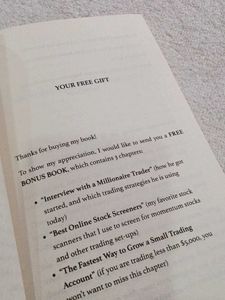 YOUR FREE GIFT
Thanks for buying my book!
To show my appreciation, I would like to send you a FREE
BONUS BOOK, which contains 3 chapters:
• “Interview with a Millionaire Trader” (how he got
started, and which trading strategies he is using
today)
• “Best Online Stock Screeners” (my favorite stock
scanners that I use to screen for momentum stocks
and other trading set-ups)
• “The Fastest Way to Grow a Small Trading
Account” (if you are trading less than $5,000, you
won't want to miss this chapter)